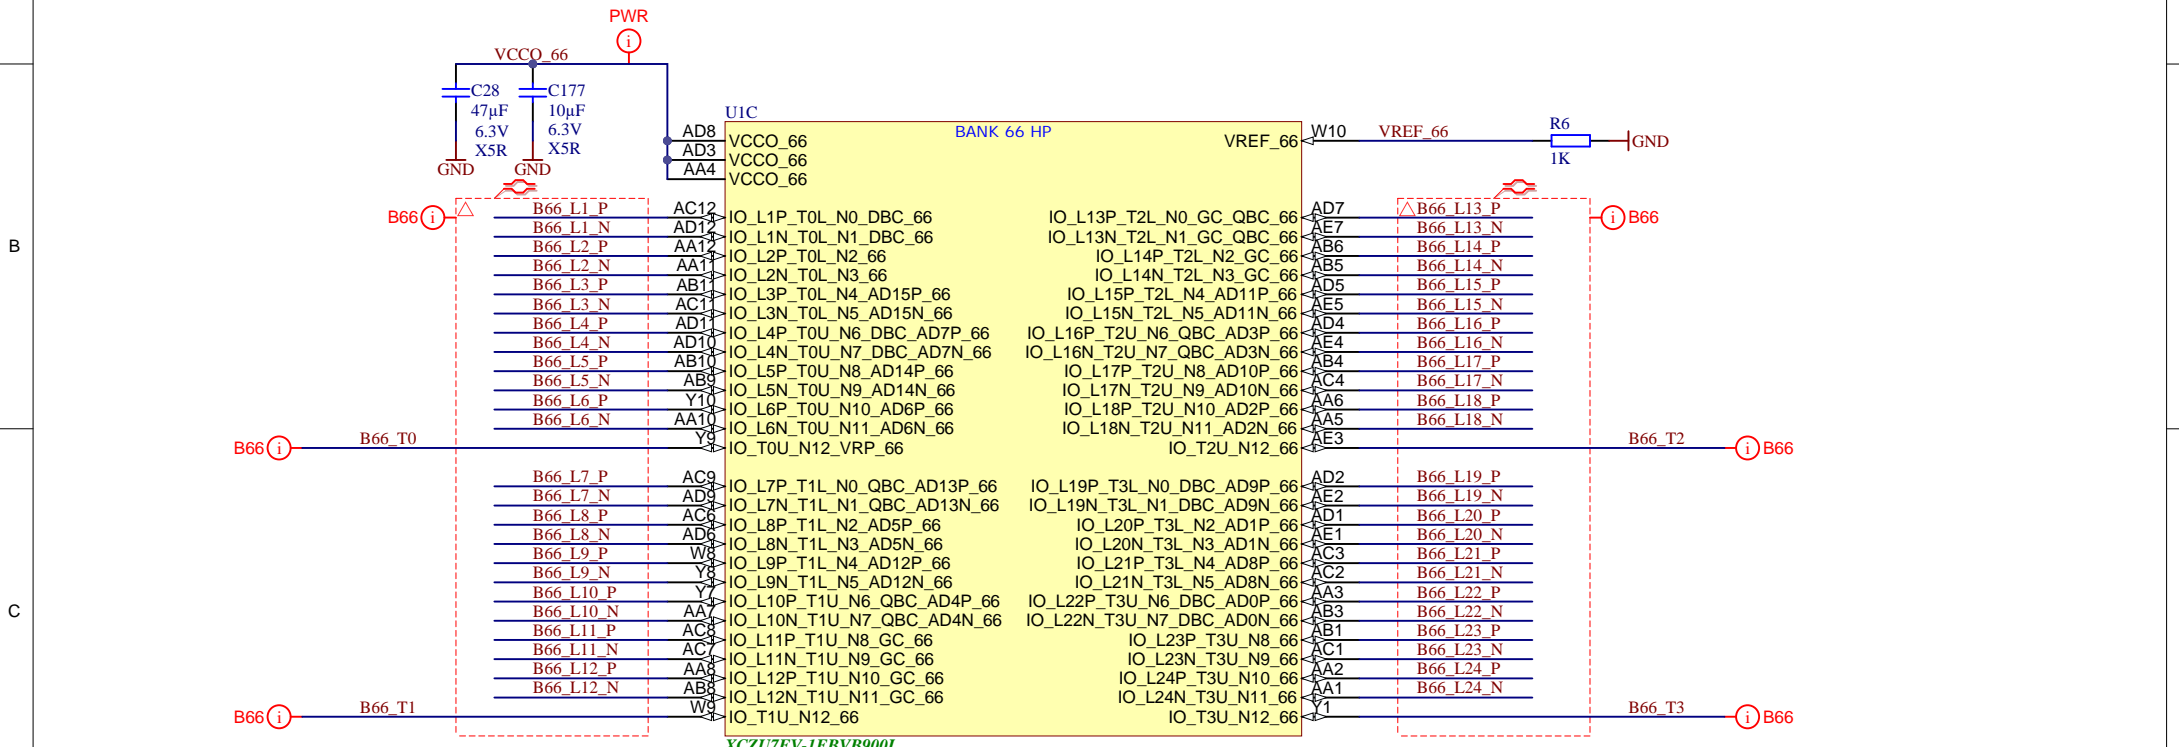 PWR
i
VCCO_66
C28
47µF
6.3V
X5R
GND
C177
10µF
6.3V
X5R
GND
U1C
BANK 66 HP
AD8 VCCO_66
AD3 VCCO_66
AA4 VCCO_66
VREF_66 W10 VREF_66
R6
1K
GND
B
C
B66 i
B66_L1_P AC12 IO_L1P_T0L_N0_DBC_66
B66_L1_N AD12 IO_L1N_T0L_N1_DBC_66
B66_L2_P AA12 IO_L2P_T0L_N2_66
B66_L2_N AA11 IO_L2N_T0L_N3_66
B66_L3_P AB11 IO_L3P_T0L_N4_AD15P_66
B66_L3_N AC11 IO_L3N_T0L_N5_AD15N_66
B66_L4_P AD11 IO_L4P_T0U_N6_DBC_AD7P_66
B66_L4_N AD10 IO_L4N_T0U_N7_DBC_AD7N_66
B66_L5_P AB10 IO_L5P_T0U_N8_AD14P_66
B66_L5_N AB9 IO_L5N_T0U_N9_AD14N_66
B66_L6_P Y10 IO_L6P_T0U_N10_AD6P_66
B66_L6_N AA10 IO_L6N_T0U_N11_AD6N_66
B66 i B66_T0 Y9 IO_T0U_N12_VRP_66
B66_L7_P AC9 IO_L7P_T1L_N0_QBC_AD13P_66
B66_L7_N AD9 IO_L7N_T1L_N1_QBC_AD13N_66
B66_L8_P AC6 IO_L8P_T1L_N2_AD5P_66
B66_L8_N AD6 IO_L8N_T1L_N3_AD5N_66
B66_L9_P W8 IO_L9P_T1L_N4_AD12P_66
B66_L9_N Y8 IO_L9N_T1L_N5_AD12N_66
B66_L10_P Y7 IO_L10P_T1U_N6_QBC_AD4P_66
B66_L10_N AA7 IO_L10N_T1U_N7_QBC_AD4N_66
B66_L11_P AC8 IO_L11P_T1U_N8_GC_66
B66_L11_N AC7 IO_L11N_T1U_N9_GC_66
B66_L12_P AA8 IO_L12P_T1U_N10_GC_66
B66_L12_N AB8 IO_L12N_T1U_N11_GC_66
B66 i B66_T1 W9 IO_T1U_N12_66
IO_L13P_T2L_N0_GC_QBC_66 AD7 B66_L13_P i B66
IO_L13N_T2L_N1_GC_QBC_66 AE7 B66_L13_N
IO_L14P_T2L_N2_GC_66 AB6 B66_L14_P
IO_L14N_T2L_N3_GC_66 AB5 B66_L14_N
IO_L15P_T2L_N4_AD11P_66 AD5 B66_L15_P
IO_L15N_T2L_N5_AD11N_66 AE5 B66_L15_N
IO_L16P_T2U_N6_QBC_AD3P_66 AD4 B66_L16_P
IO_L16N_T2U_N7_QBC_AD3N_66 AE4 B66_L16_N
IO_L17P_T2U_N8_AD10P_66 AB4 B66_L17_P
IO_L17N_T2U_N9_AD10N_66 AC4 B66_L17_N
IO_L18P_T2U_N10_AD2P_66 AA6 B66_L18_P
IO_L18N_T2U_N11_AD2N_66 AA5 B66_L18_N
IO_T2U_N12_66 AE3 B66_T2 i B66
IO_L19P_T3L_N0_DBC_AD9P_66 AD2 B66_L19_P
IO_L19N_T3L_N1_DBC_AD9N_66 AE2 B66_L19_N
IO_L20P_T3L_N2_AD1P_66 AD1 B66_L20_P
IO_L20N_T3L_N3_AD1N_66 AE1 B66_L20_N
IO_L21P_T3L_N4_AD8P_66 AC3 B66_L21_P
IO_L21N_T3L_N5_AD8N_66 AC2 B66_L21_N
IO_L22P_T3U_N6_DBC_AD0P_66 AA3 B66_L22_P
IO_L22N_T3U_N7_DBC_AD0N_66 AB3 B66_L22_N
IO_L23P_T3U_N8_66 AB1 B66_L23_P
IO_L23N_T3U_N9_66 AC1 B66_L23_N
IO_L24P_T3U_N10_66 AA2 B66_L24_P
IO_L24N_T3U_N11_66 AA1 B66_L24_N
IO_T3U_N12_66 Y1 B66_T3 i B66